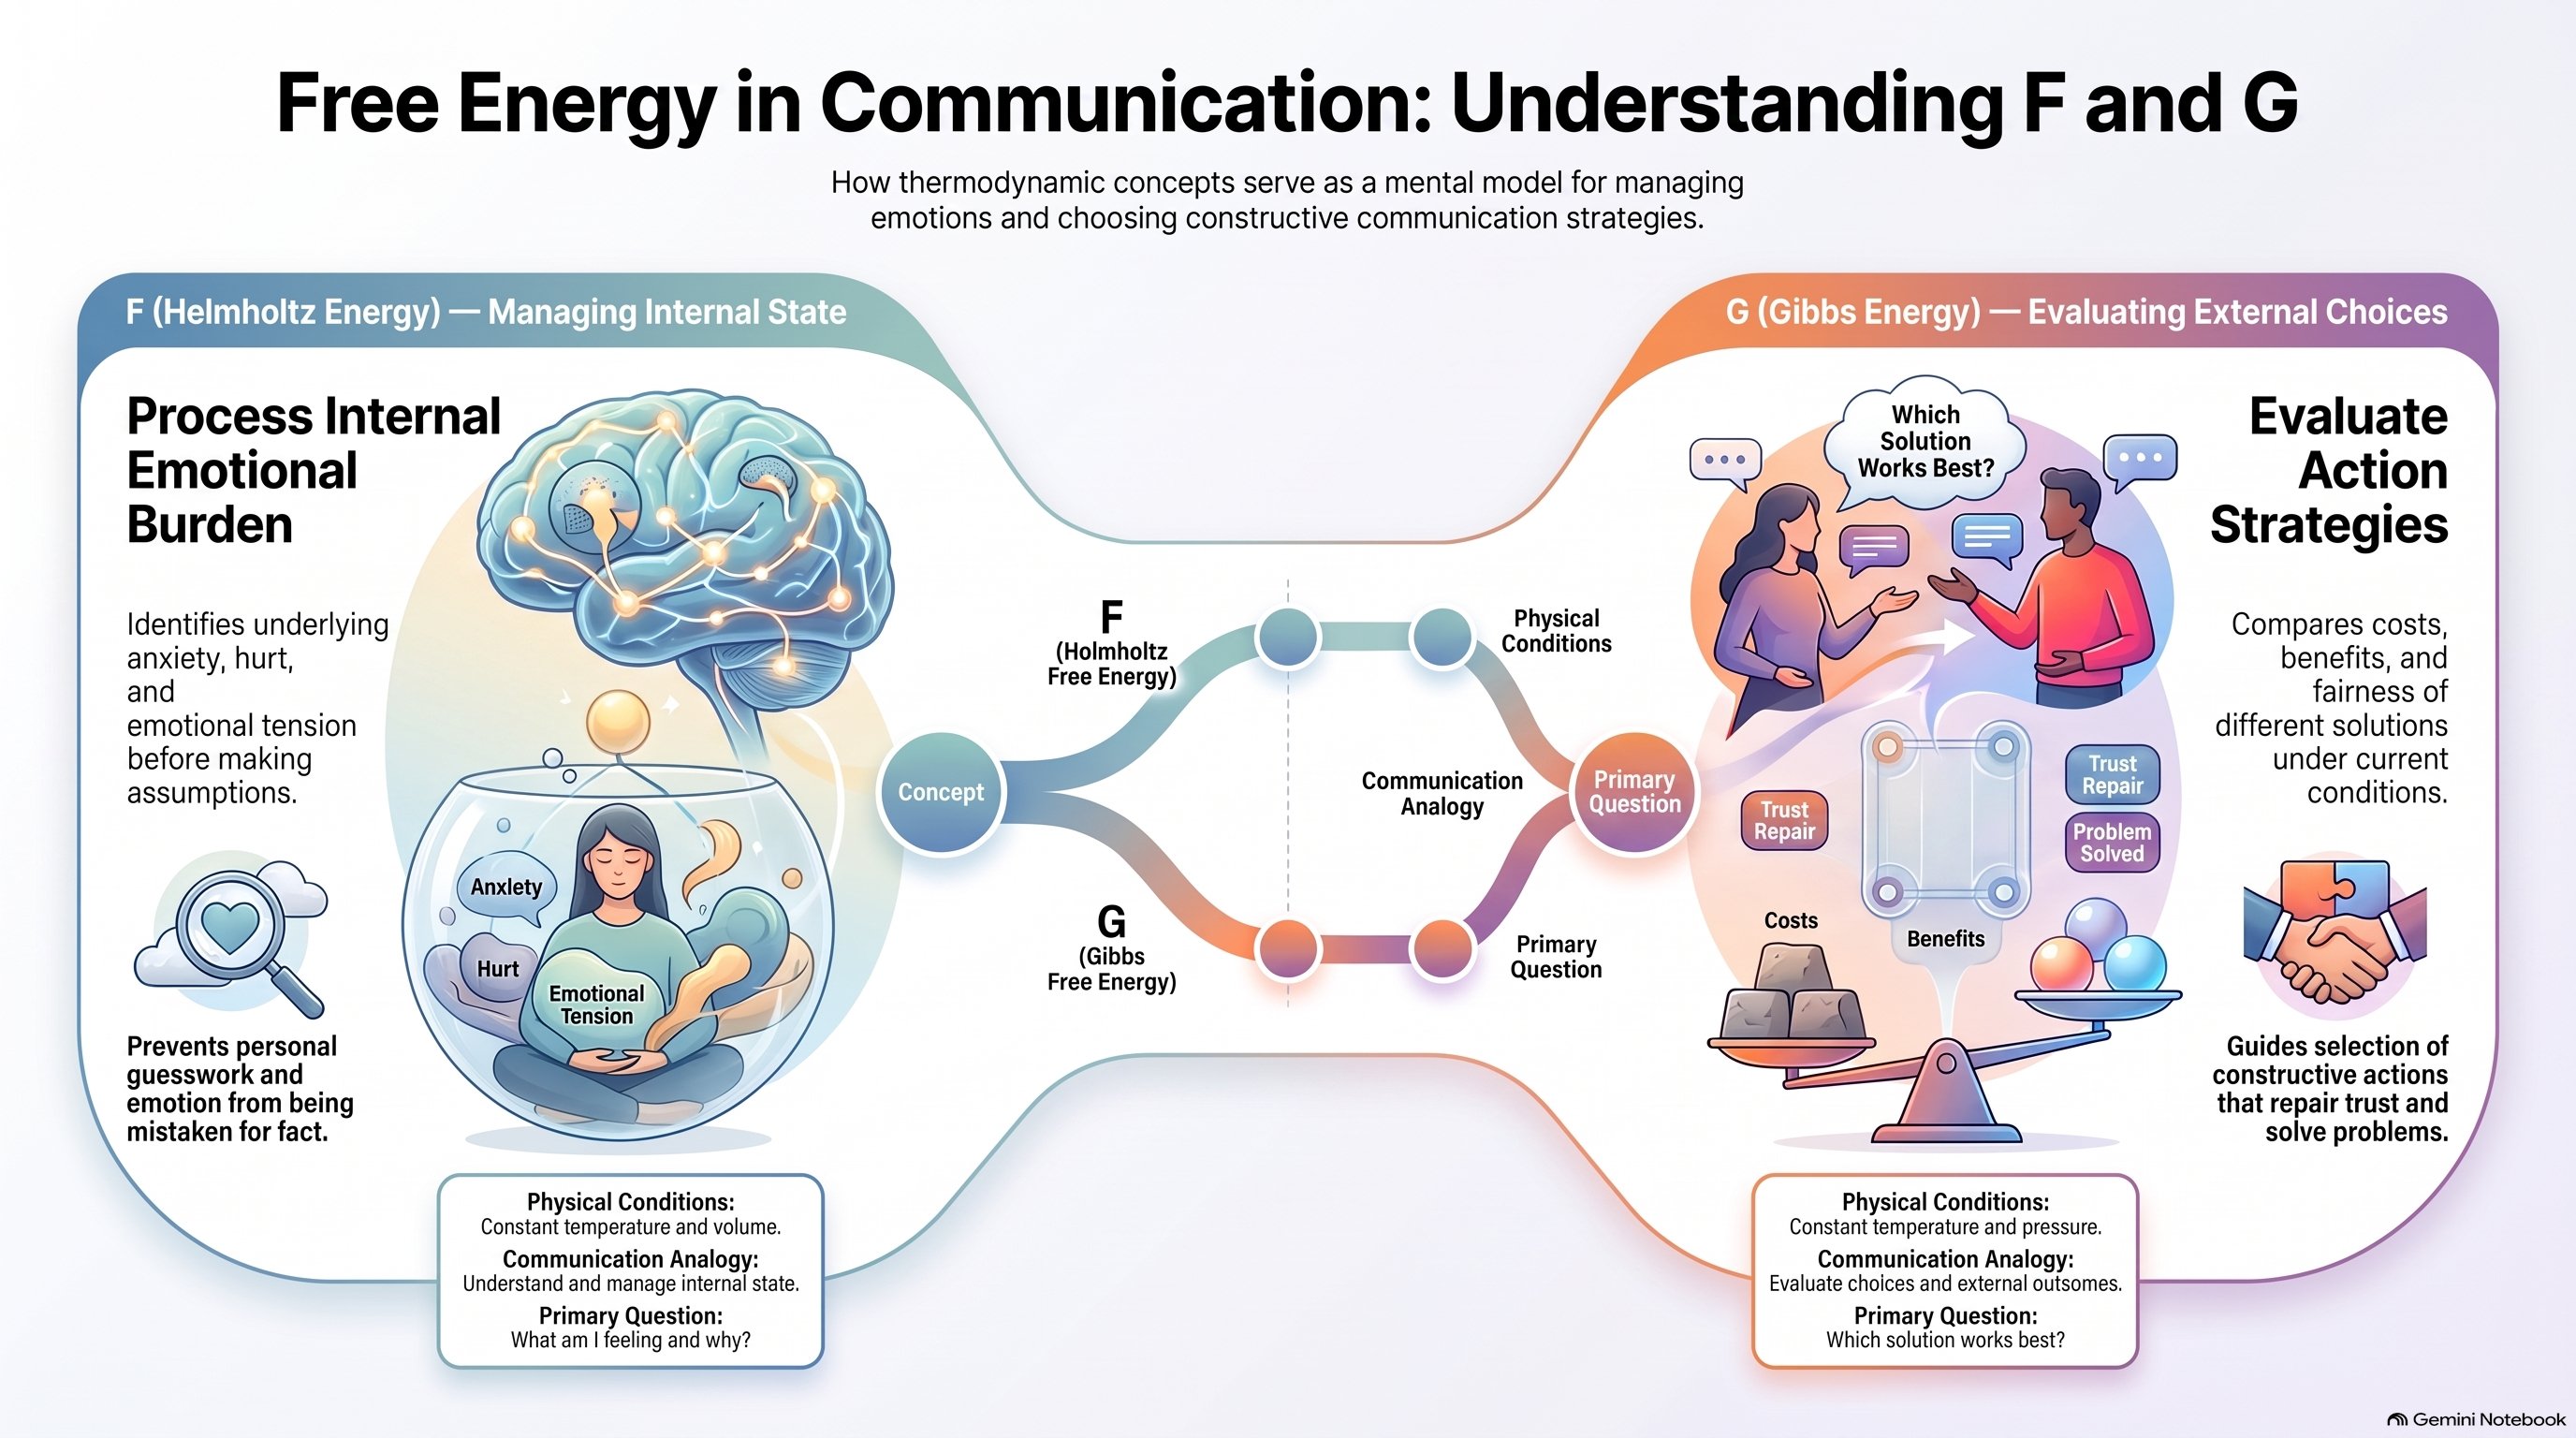 Free Energy in Communication: Understanding F and G
How thermodynamic concepts serve as a mental model for managing
emotions and choosing constructive communication strategies.
F (Helmholtz Energy) — Managing Internal State
Process Internal
Emotional
Burden
Identifies underlying
anxiety, hurt,
and
emotional tension
before making
assumptions.
Prevents personal
guesswork and
emotion from being
mistaken for fact.
Anxlety
Hurt
Emotional
Tension
Physical Conditions:
Constant temperature and volume.
Communication Analogy:
Understand and manage internal state.
Primary Question:
What am I feeling and why?
Concept
F
(Holmholtz
Free Energy)
G
(Gibbs
Free Energy)
Physical
Conditions
Communication
Analogy
Primary
Question
Primary
Question
G (Gibbs Energy) — Evaluating External Choices
Which
Solution
Works Best?
Evaluate
Action
Strategies
Compares costs,
benefits, and
fairness of
different solutions
under current
conditions.
Trust
Repair
Trust
Repair
Problem
Solved
Costs
Benefits
Guides selection of
constructive actions
that repair trust and
solve problems.
Physical Conditions:
Constant temperature and pressure.
Communication Analogy:
Evaluate choices and external outcomes.
Primary Question:
Which solution works best?
Gemini Notebook